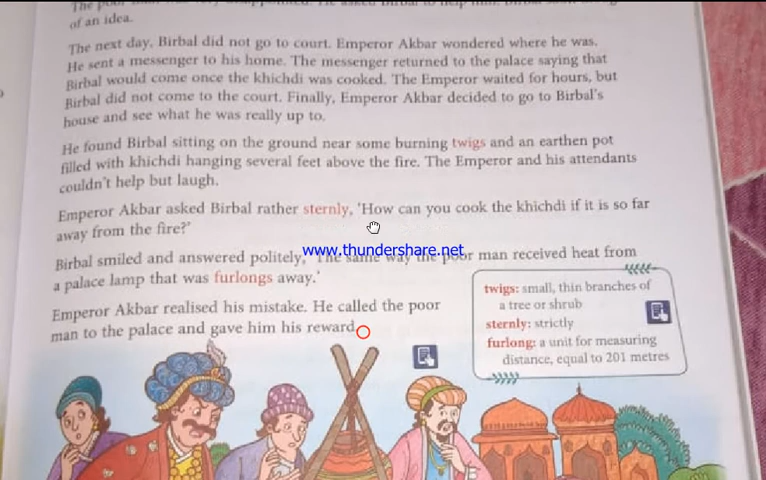 of an idea.
The next day, Birbal did not go to court. Emperor Akbar wondered where he was.
He sent a messenger to his home. The messenger returned to the palace saying that
Birbal would come once the khichdi was cooked. The Emperor waited for hours, but
Birbal did not come to the court. Finally, Emperor Akbar decided to go to Birbal's
house and see what he was really up to.
He found Birbal sitting on the ground near some burning twigs and an earthen pot
filled with khichdi hanging several feet above the fire. The Emperor and his attendants
couldn't help but laugh.
Emperor Akbar asked Birbal rather sternly, 'How can you cook the khichdi if it is so far
away from the fire?'
www.thundershare.net
Birbal smiled and answered politely, 'The same way the poor man received heat from
a palace lamp that was furlongs away.'
Emperor Akbar realised his mistake. He called the poor
man to the palace and gave him his reward
twigs: small, thin branches of
a tree or shrub
sternly: strictly
furlong: a unit for measuring
distance, equal to 201 metres